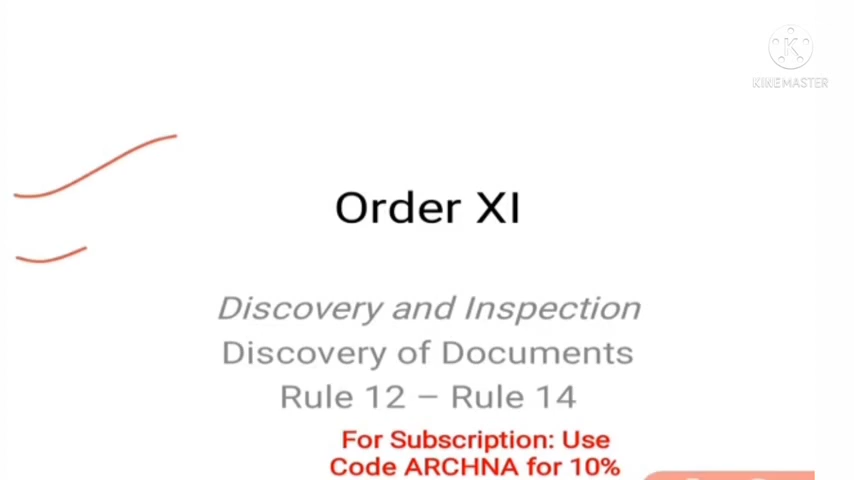 KINEMASTER
Order XI
Discovery and Inspection
Discovery of Documents
Rule 12 – Rule 14
For Subscription: Use
Code ARCHNA for 10%